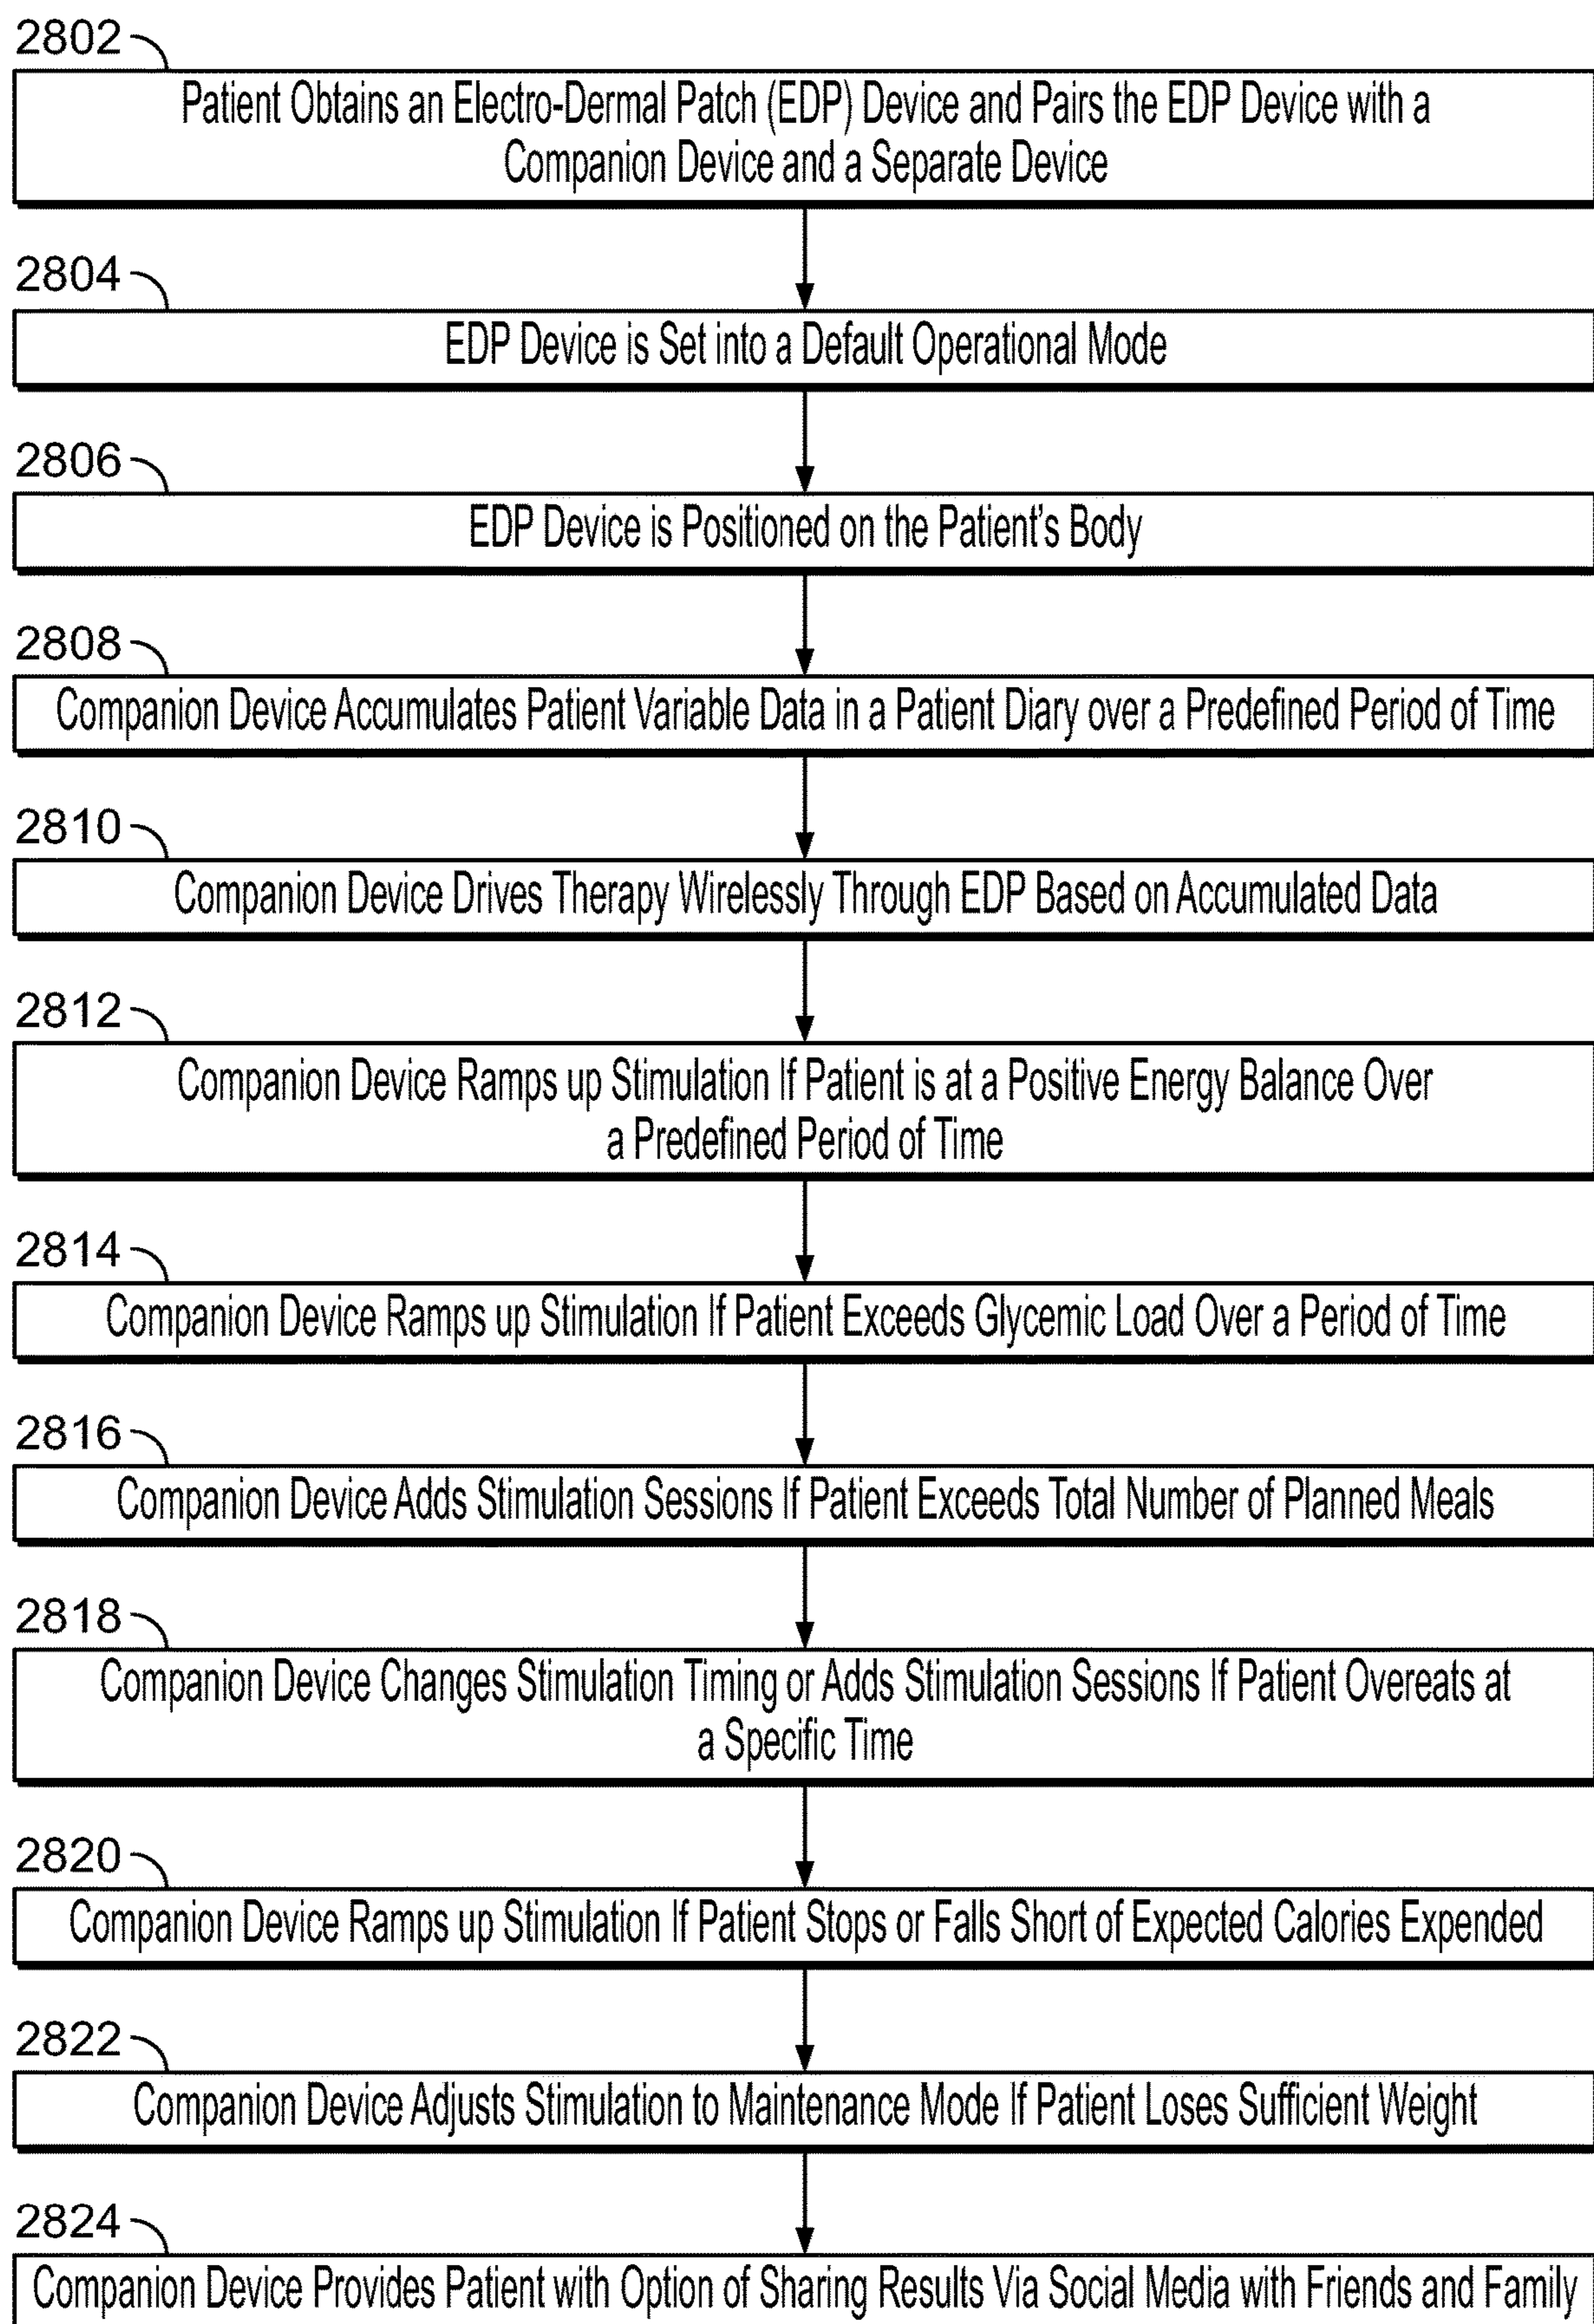 2802
Patient Obtains an Electro-Dermal Patch (EDP) Device and Pairs the EDP Device with a
Companion Device and a Separate Device
2804
EDP Device is Set into a Default Operational Mode
2806
EDP Device is Positioned on the Patient's Body
2808
Companion Device Accumulates Patient Variable Data in a Patient Diary over a Predefined Period of Time
2810
Companion Device Drives Therapy Wirelessly Through EDP Based on Accumulated Data
2812
Companion Device Ramps up Stimulation If Patient is at a Positive Energy Balance Over
a Predefined Period of Time
2814
Companion Device Ramps up Stimulation If Patient Exceeds Glycemic Load Over a Period of Time
2816
Companion Device Adds Stimulation Sessions If Patient Exceeds Total Number of Planned Meals
2818
Companion Device Changes Stimulation Timing or Adds Stimulation Sessions If Patient Overeats at
a Specific Time
2820
Companion Device Ramps up Stimulation If Patient Stops or Falls Short of Expected Calories Expended
2822
Companion Device Adjusts Stimulation to Maintenance Mode If Patient Loses Sufficient Weight
2824
Companion Device Provides Patient with Option of Sharing Results Via Social Media with Friends and Family